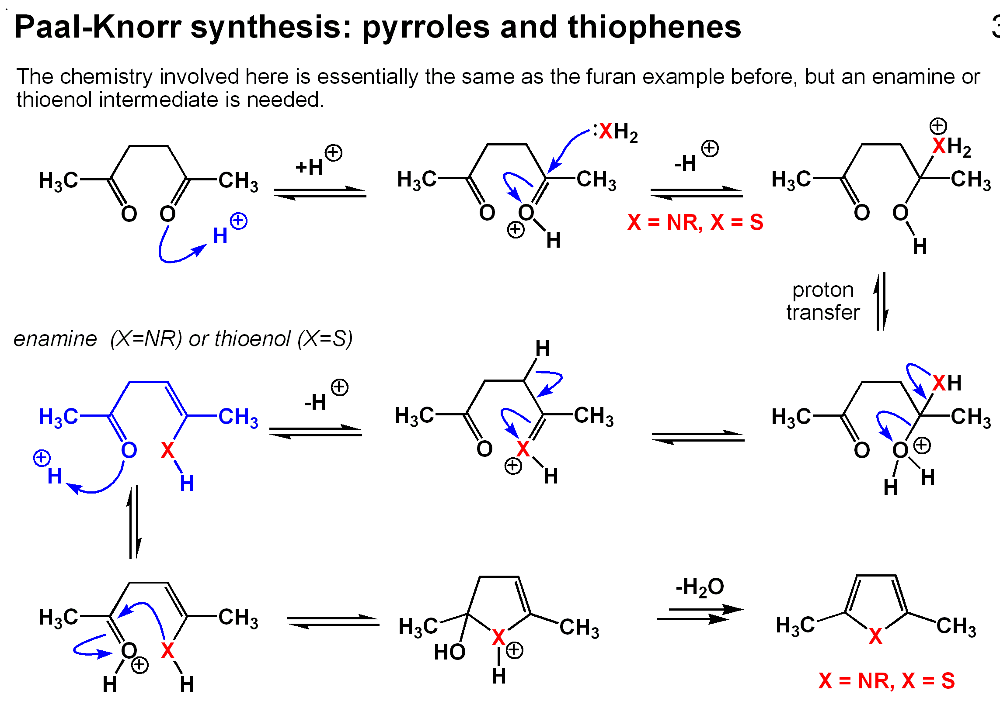 Paal-Knorr synthesis: pyrroles and thiophenes 3
The chemistry involved here is essentially the same as the furan example before, but an enamine or
thioenol intermediate is needed.
H3C O O CH3
H ⊕
+H ⊕
:XH2
H3C O O CH3
⊕ H
-H ⊕
X = NR, X = S
⊕
XH2
H3C O O CH3
H
proton
transfer
enamine (X=NR) or thioenol (X=S)
H3C O X CH3
⊕ H
H
-H ⊕
H
H3C O X CH3
⊕ H
XH
H3C O O ⊕ CH3
H H
H3C O X CH3
H ⊕ H
H3C HO X CH3
⊕
H
-H2O
H3C X CH3
X = NR, X = S